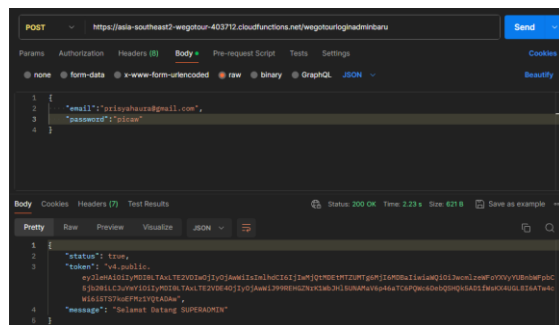 POST https://asia-southeast2-wegotour-403712.cloudfunctions.net/wegotourloginadminbaru Send
Params Authorization Headers (8) Body Pre-request Script Tests Settings Cookies
none form-data x-www-form-urlencoded raw binary GraphQL JSON Beautify
1 {
2 "email":"prisyahaura@gmail.com",
3 "password":"picaw"
4 }
Body Cookies Headers (7) Test Results Status: 200 OK Time: 2.23 s Size: 621 B Save as example
Pretty Raw Preview Visualize JSON
1 {
2 "status": true,
3 "token": "v4.public.
4 "message": "Selamat Datang SUPERADMIN"
5 }